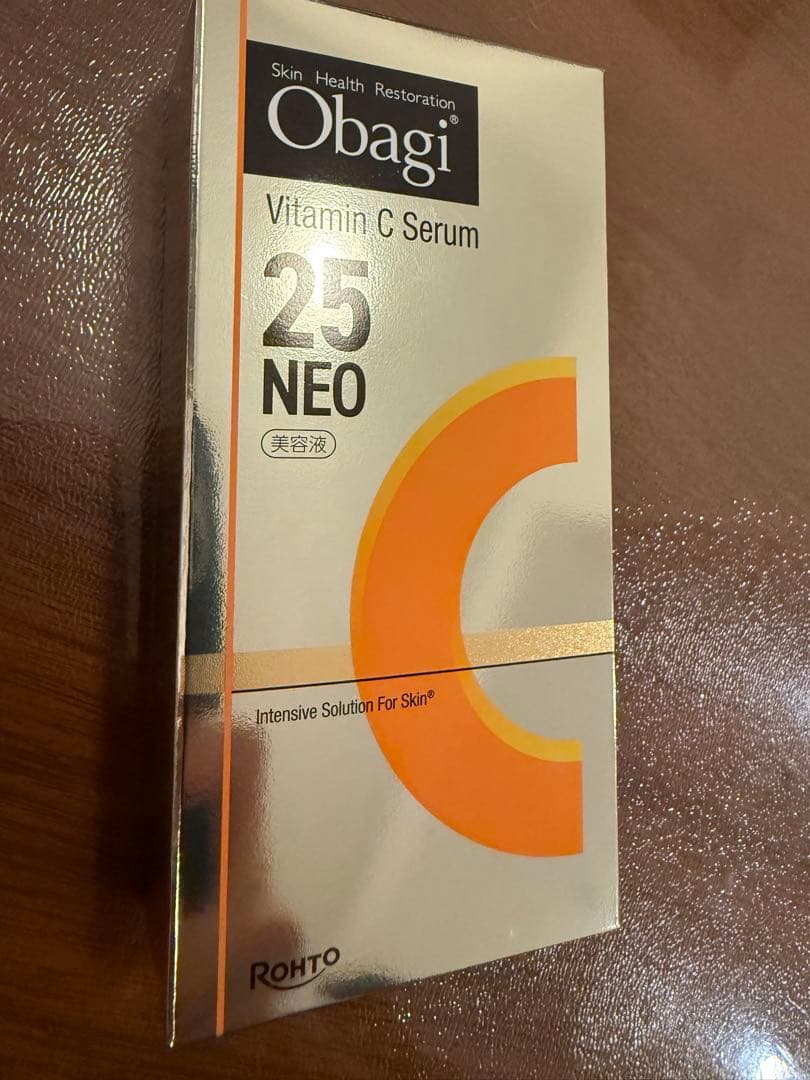 Skin Health Restoration
Obagi®
Vitamin C Serum
25
NEO
美容液
Intensive Solution For Skin®
ROHTO